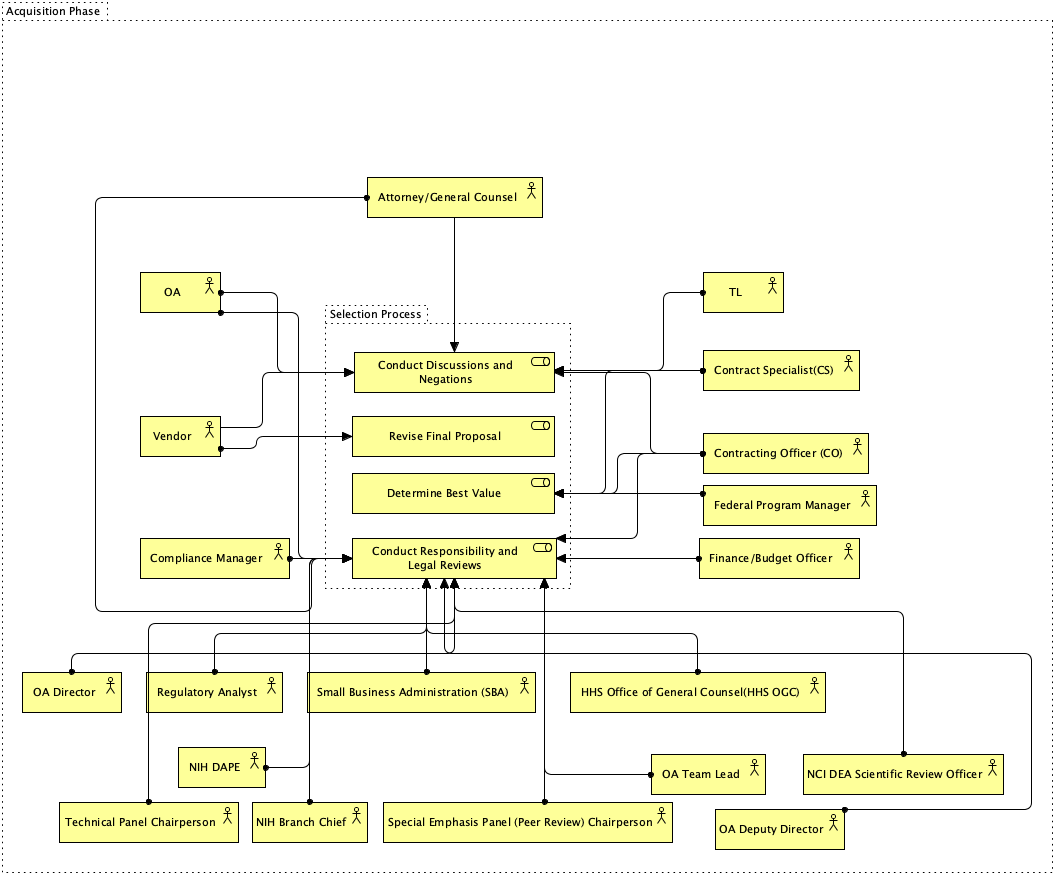 Acquisition Phase
Attorney/General Counsel
OA
TL
Selection Process
Conduct Discussions and
Negations
Contract Specialist(CS)
Vendor
Revise Final Proposal
Contracting Officer (CO)
Determine Best Value
Federal Program Manager
Compliance Manager
Conduct Responsibility and
Legal Reviews
Finance/Budget Officer
OA Director
Regulatory Analyst
Small Business Administration (SBA)
HHS Office of General Counsel(HHS OGC)
NIH DAPE
OA Team Lead
NCI DEA Scientific Review Officer
Technical Panel Chairperson
NIH Branch Chief
Special Emphasis Panel (Peer Review) Chairperson
OA Deputy Director